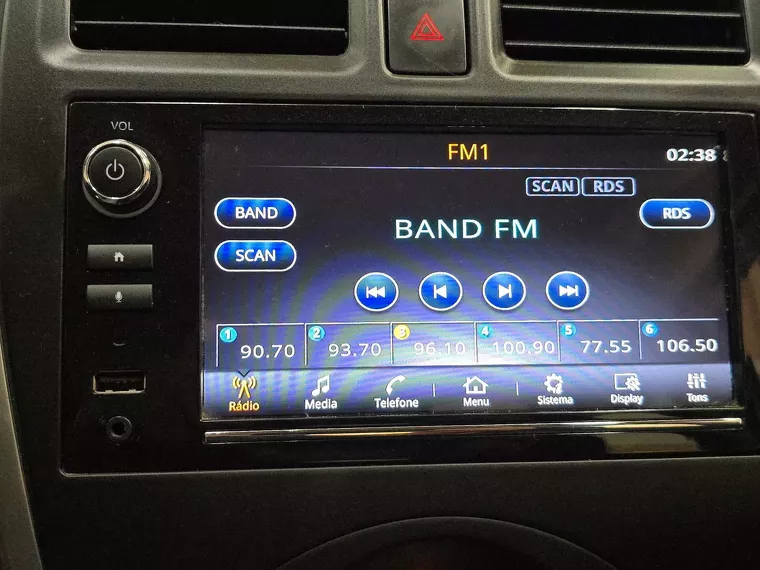 VOL
FM1 02:38
SCAN RDS
BAND RDS
BAND FM
SCAN
1 2 3 4 5 6
90.70 93.70 96.10 100.90 77.55 106.50
Rádio Media Telefone Menu Sistema Display Tons